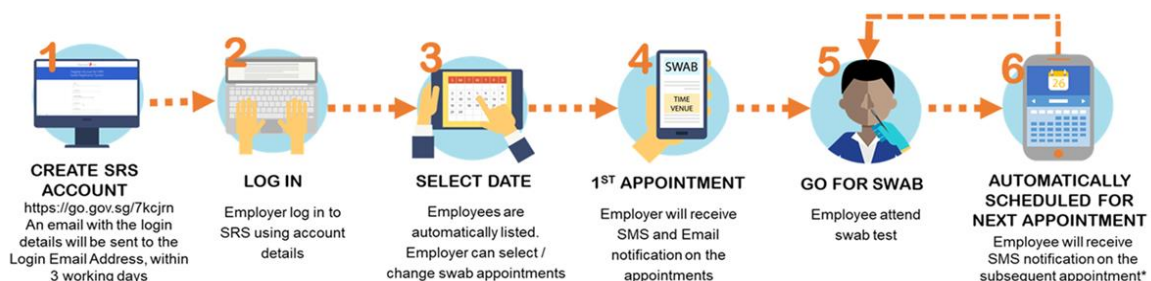 1
CREATE SRS
ACCOUNT
https://go.gov.sg/7kcjrn
An email with the login
details will be sent to the
Login Email Address, within
3 working days
2
LOG IN
Employer log in to
SRS using account
details
3
SELECT DATE
Employees are
automatically listed.
Employer can select /
change swab appointments
4
SWAB
TIME
VENUE
1ST APPOINTMENT
Employer will receive
SMS and Email
notification on the
appointments
5
GO FOR SWAB
Employee attend
swab test
6
26
AUTOMATICALLY
SCHEDULED FOR
NEXT APPOINTMENT
Employee will receive
SMS notification on the
subsequent appointment*